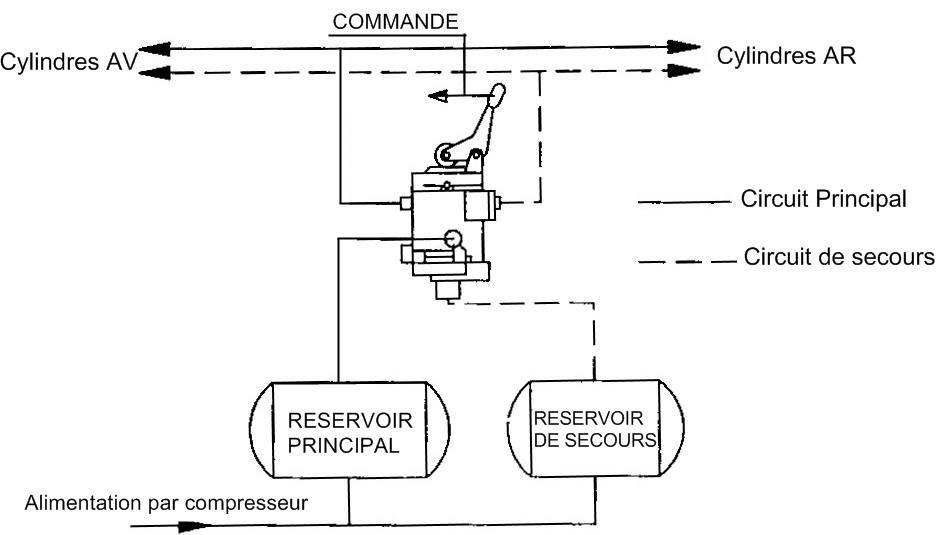 COMMANDE
Cylindres AV
Cylindres AR
Circuit Principal
Circuit de secours
RESERVOIR
PRINCIPAL
RESERVOIR
DE SECOURS
Alimentation par compresseur